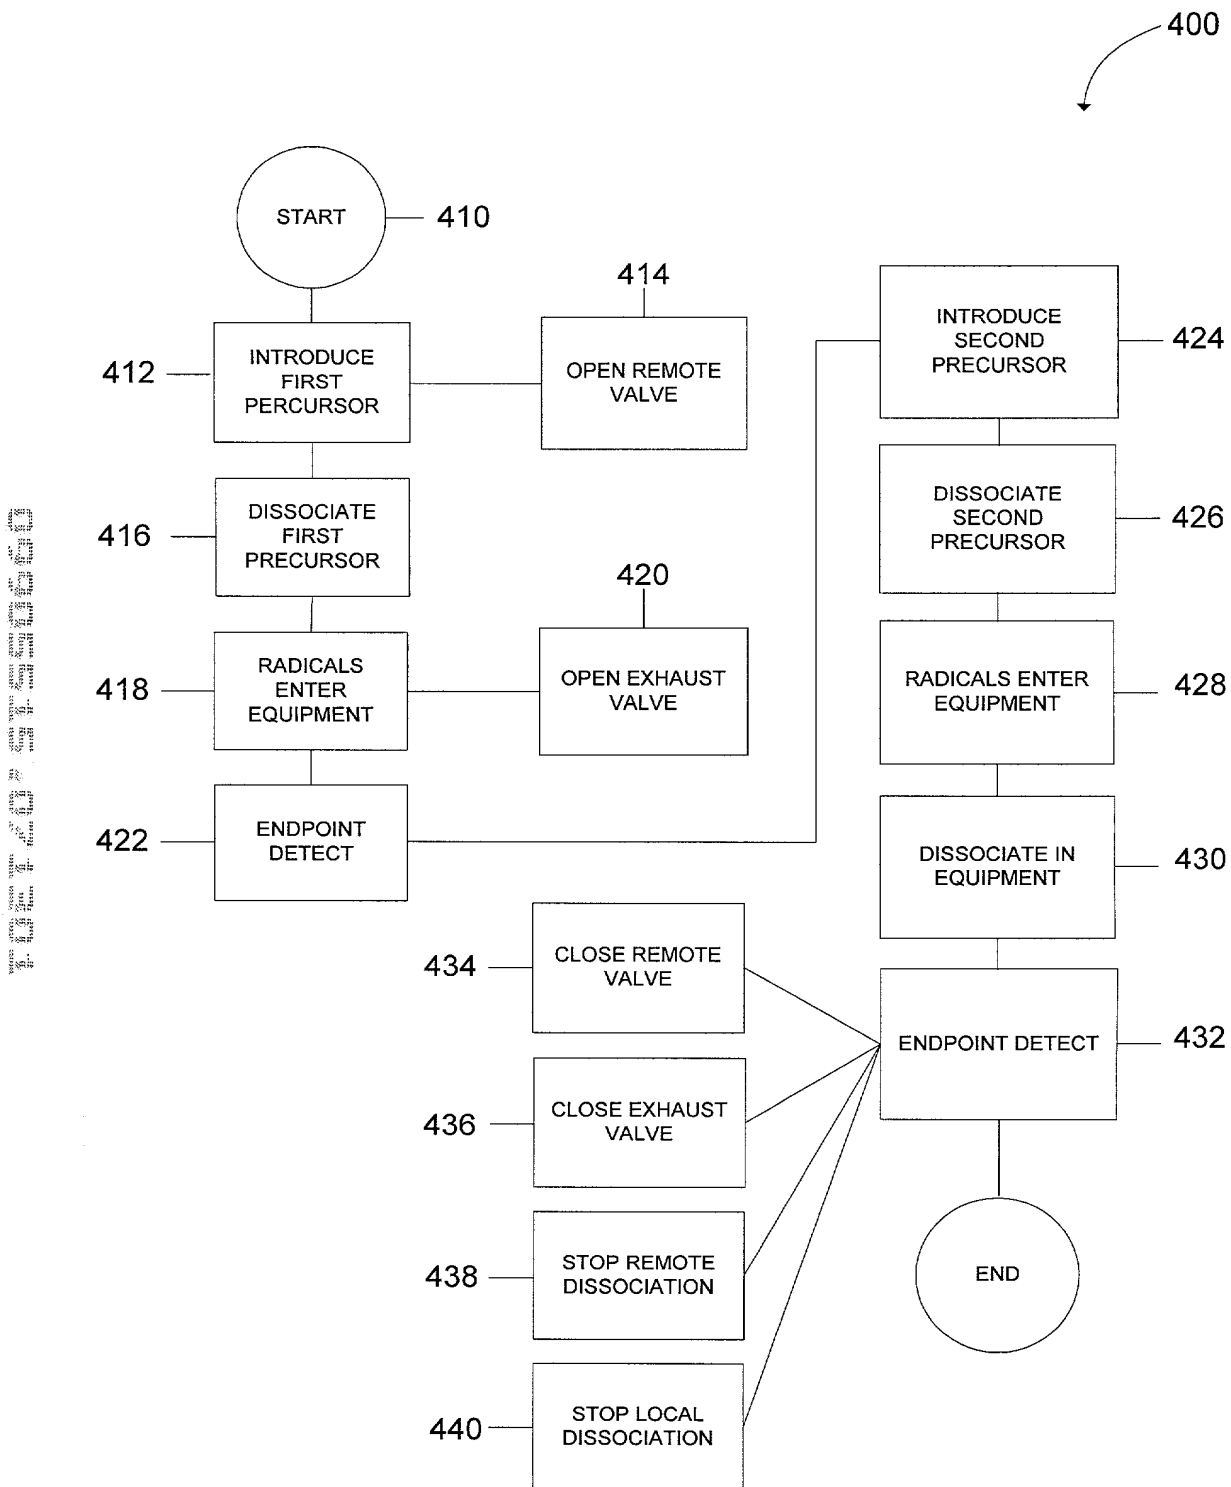 400
START
410
414
412
INTRODUCE
FIRST
PERCURSOR
OPEN REMOTE
VALVE
INTRODUCE
SECOND
PRECURSOR
424
416
DISSOCIATE
FIRST
PRECURSOR
DISSOCIATE
SECOND
PRECURSOR
426
420
418
RADICALS
ENTER
EQUIPMENT
OPEN EXHAUST
VALVE
RADICALS ENTER
EQUIPMENT
428
422
ENDPOINT
DETECT
DISSOCIATE IN
EQUIPMENT
430
434
CLOSE REMOTE
VALVE
ENDPOINT DETECT
432
436
CLOSE EXHAUST
VALVE
438
STOP REMOTE
DISSOCIATION
END
440
STOP LOCAL
DISSOCIATION